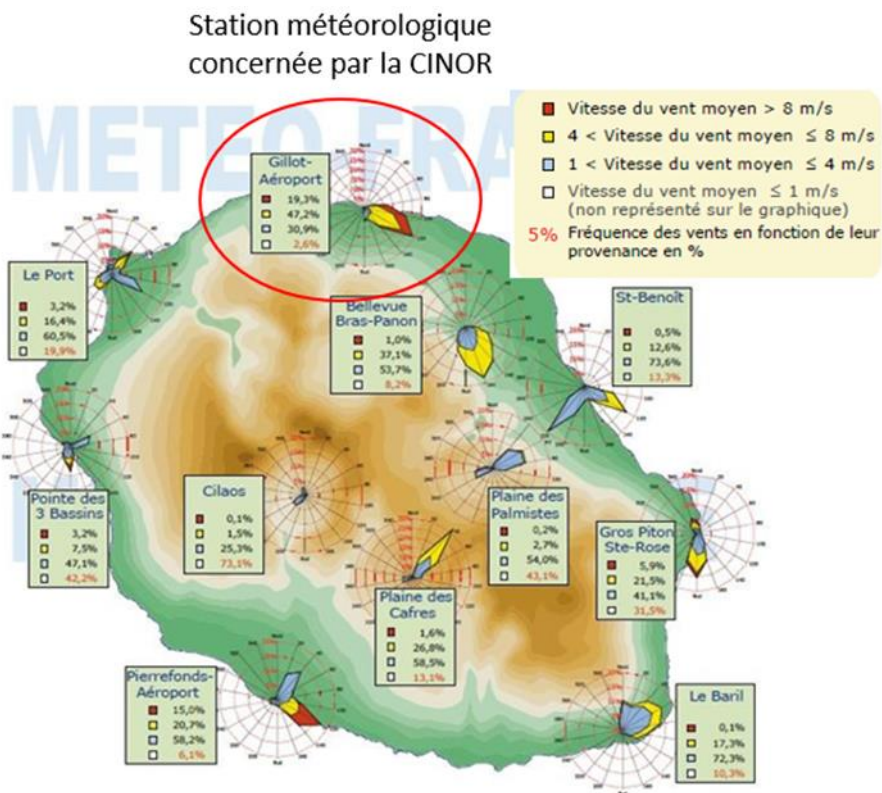 Station météorologique
concernée par la CINOR
METEO FRA
Vitesse du vent moyen > 8 m/s
4 < Vitesse du vent moyen ≤ 8 m/s
1 < Vitesse du vent moyen ≤ 4 m/s
Vitesse du vent moyen ≤ 1 m/s
(non représenté sur le graphique)
5% Fréquence des vents en fonction de leur
provenance en %
Gillot-
Aéroport
19,3%
47,2%
30,9%
2,6%
Le Port
3,2%
16,4%
60,5%
19,9%
Bellevue
Bras-Panon
1,0%
37,1%
53,7%
8,2%
St-Benoît
0,5%
12,6%
73,6%
13,3%
Pointe des
3 Bassins
3,2%
7,5%
47,1%
42,2%
Cilaos
0,1%
1,5%
25,3%
73,1%
Plaine des
Palmistes
0,2%
2,7%
54,0%
43,1%
Gros Piton
Ste-Rose
5,9%
21,5%
41,1%
31,5%
Plaine des
Cafres
1,6%
26,8%
58,5%
13,1%
Pierrefonds-
Aéroport
15,0%
20,7%
58,2%
6,1%
Le Baril
0,1%
17,3%
72,3%
10,3%